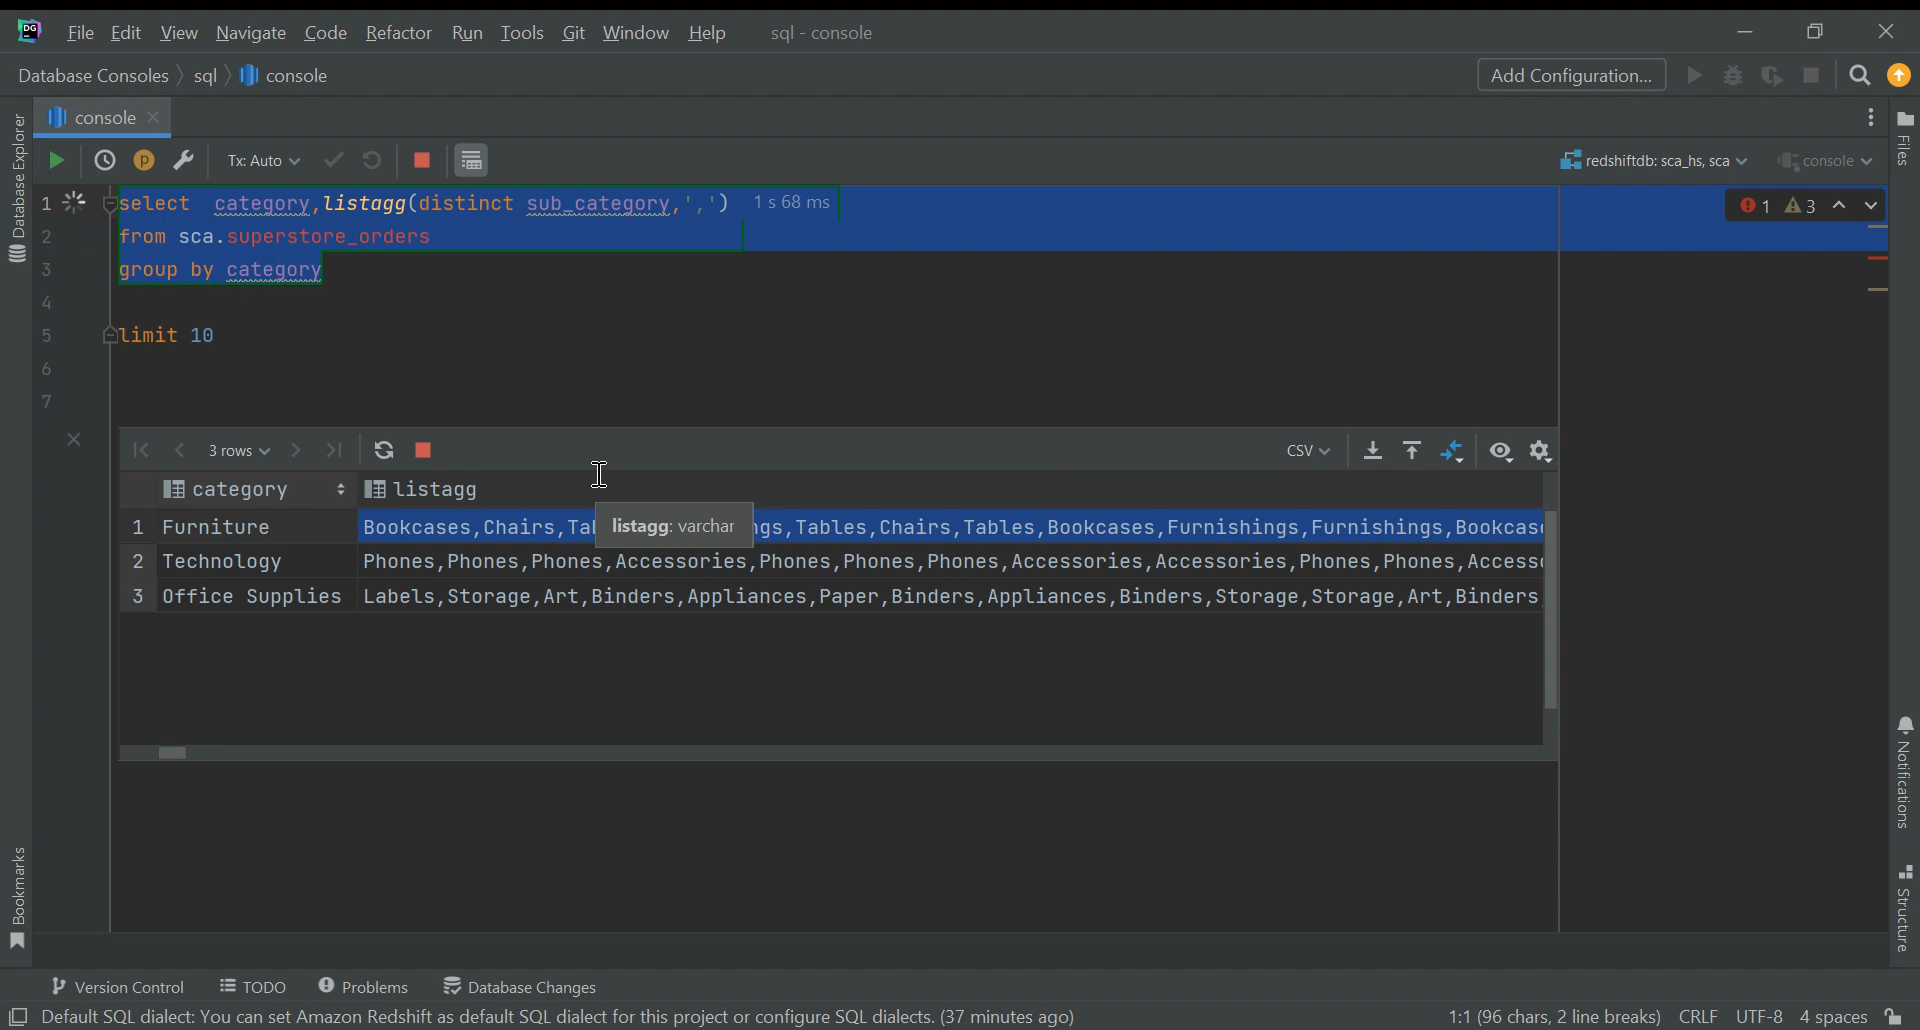 DG File Edit View Navigate Code Refactor Run Tools Git Window Help sql - console
Database Consoles sql console Add Configuration...
console
Tx: Auto redshiftdb: sca_hs, sca console
1 select category,listagg(distinct sub_category,',') 1 s 68 ms 1 3
2 from sca.superstore_orders
3 group by category
4
5 limit 10
6
7
3 rows CSV
category listagg
listagg: varchar
1 Furniture Bookcases,Chairs, ,Tables,Chairs,Tables,Bookcases,Furnishings,Furnishings,
2 Technology Phones,Phones,Phones,Accessories,Phones,Phones,Phones,Accessories,Accessories,Phones,Phones,
3 Office Supplies Labels,Storage,Art,Binders,Appliances,Paper,Binders,Appliances,Binders,Storage,Storage,Art,Binders
Database Explorer
Bookmarks
Files
Notifications
Structure
Version Control TODO Problems Database Changes
Default SQL dialect: You can set Amazon Redshift as default SQL dialect for this project or configure SQL dialects. (37 minutes ago) 1:1 (96 chars, 2 line breaks) CRLF UTF-8 4 spaces